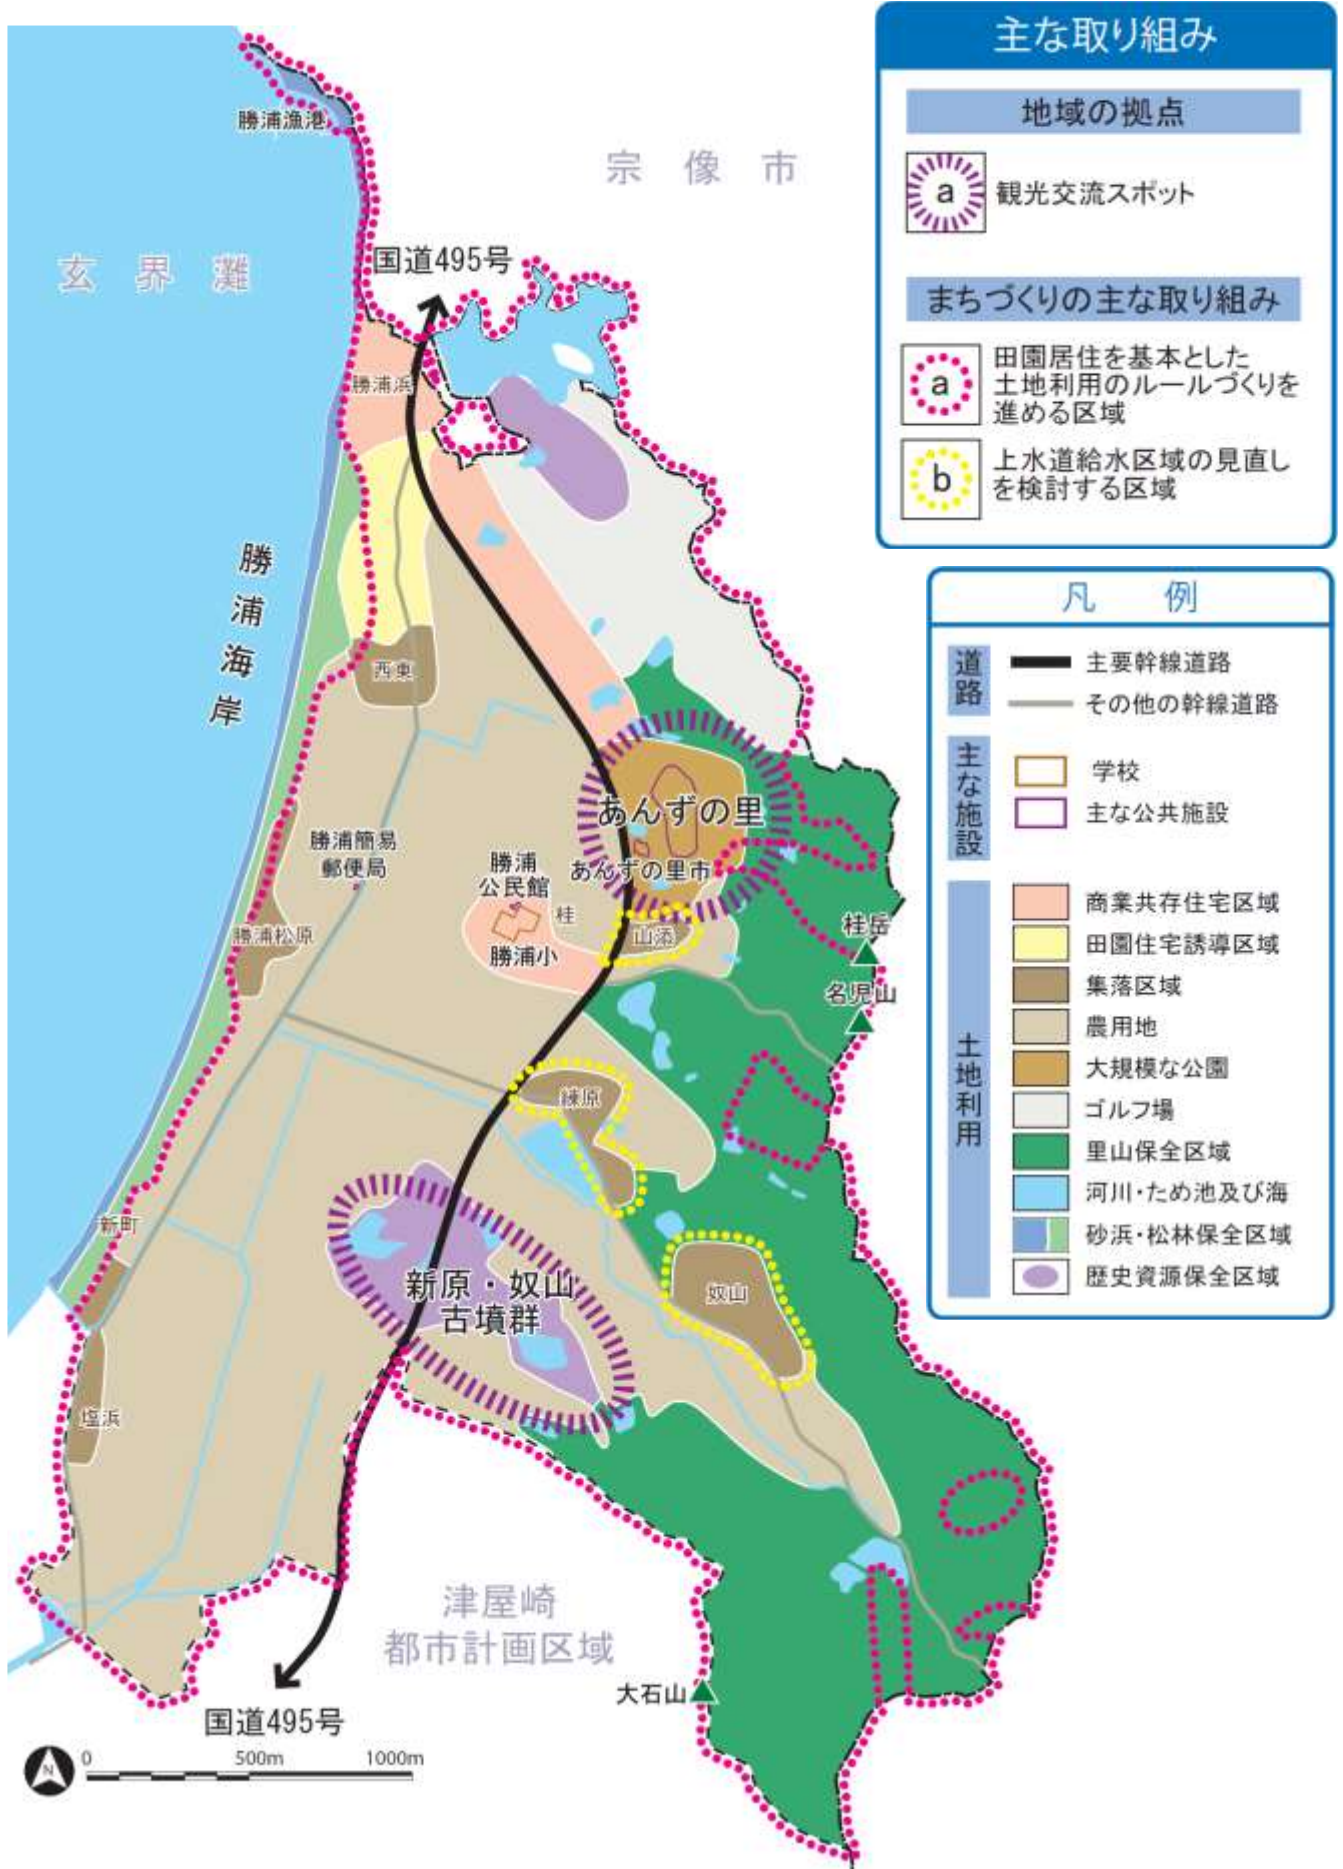 主な取り組み
地域の拠点
a 観光交流スポット
まちづくりの主な取り組み
a
田園居住を基本とした
土地利用のルールづくりを
進める区域
b
上水道給水区域の見直し
を検討する区域
凡 例
道路
主要幹線道路
その他の幹線道路
主な施設
学校
主な公共施設
土地利用
商業共存住宅区域
田園住宅誘導区域
集落区域
農用地
大規模な公園
ゴルフ場
里山保全区域
河川・ため池及び海
砂浜・松林保全区域
歴史資源保全区域
勝浦漁港
宗像市
玄界灘
国道495号
勝浦浜
勝浦海岸
西東
あんずの里
勝浦簡易
郵便局
勝浦
公民館
あんずの里市
桂
山添
勝浦松原
勝浦小
桂岳
名児山
練原
新町
新原・奴山
古墳群
奴山
塩浜
津屋崎
都市計画区域
大石山
国道495号
N
0 500m 1000m